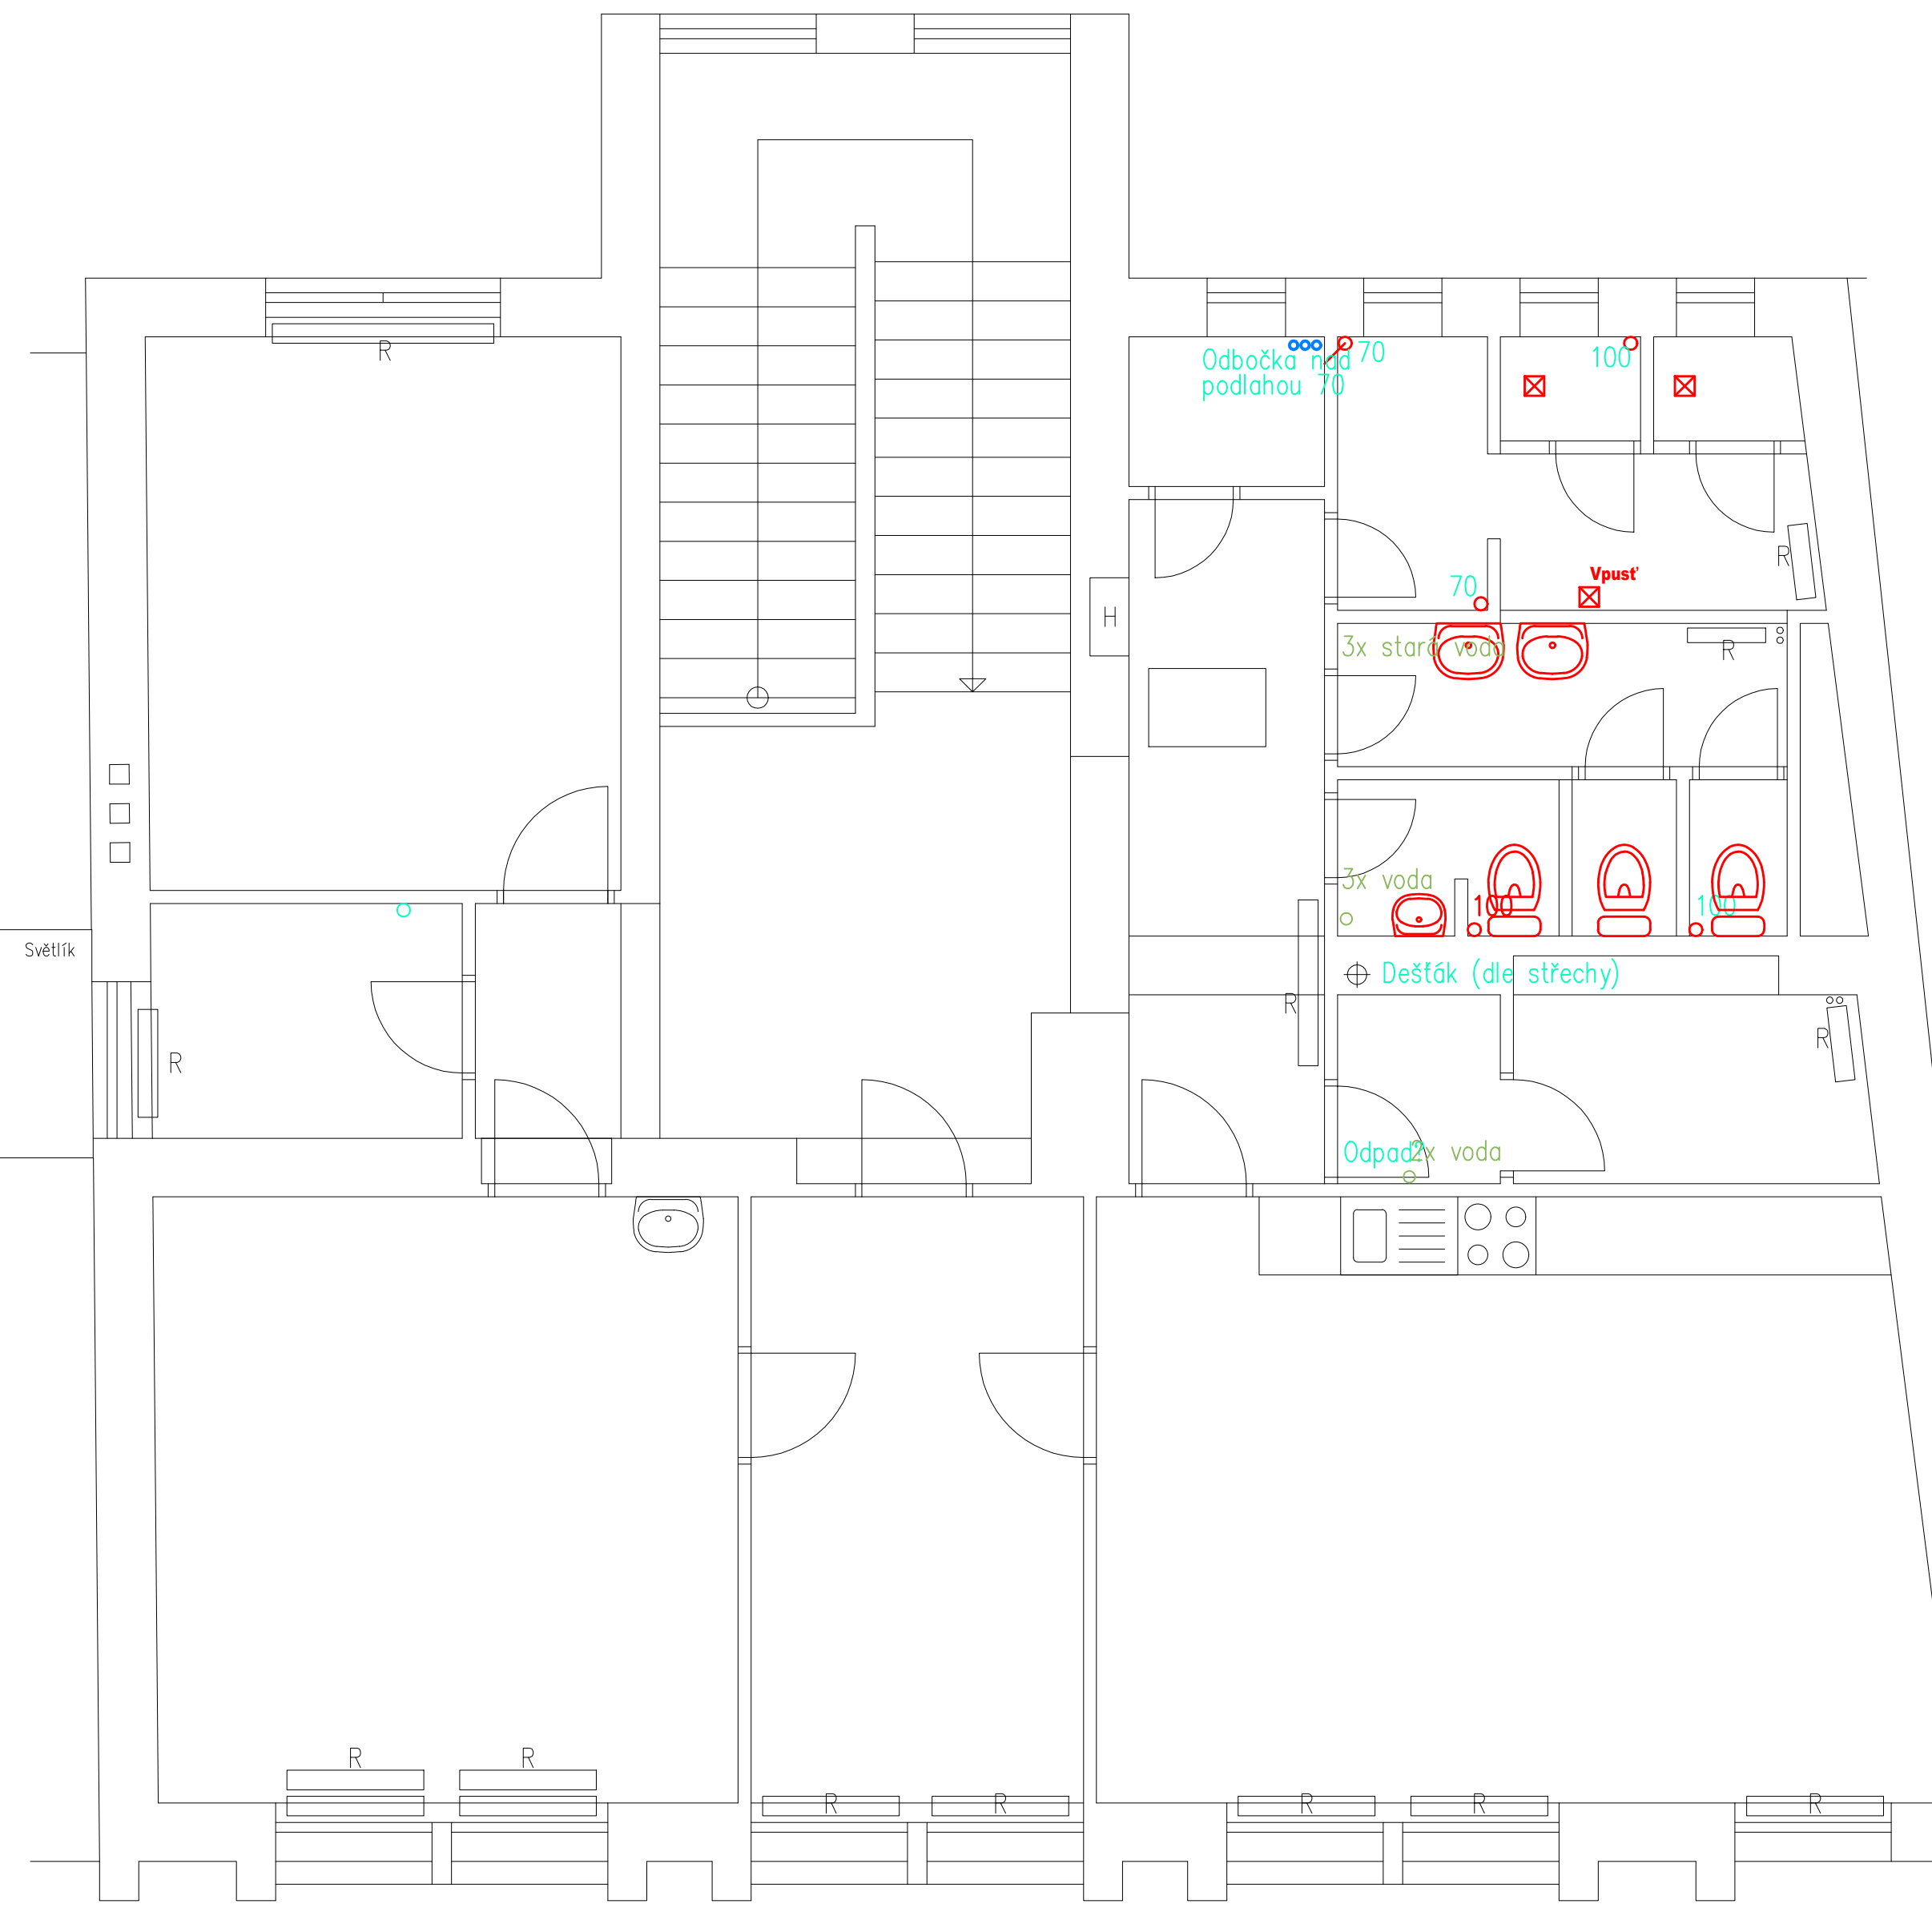 R
Odbočka nad
podlahou 70
70
100
R
Vpusť
70
H
3x stará voda
R
3x voda
100
100
Světlík
Dešťák (dle střechy)
R
R
R
Odpad?
2x voda
R
R
R
R
R
R
R